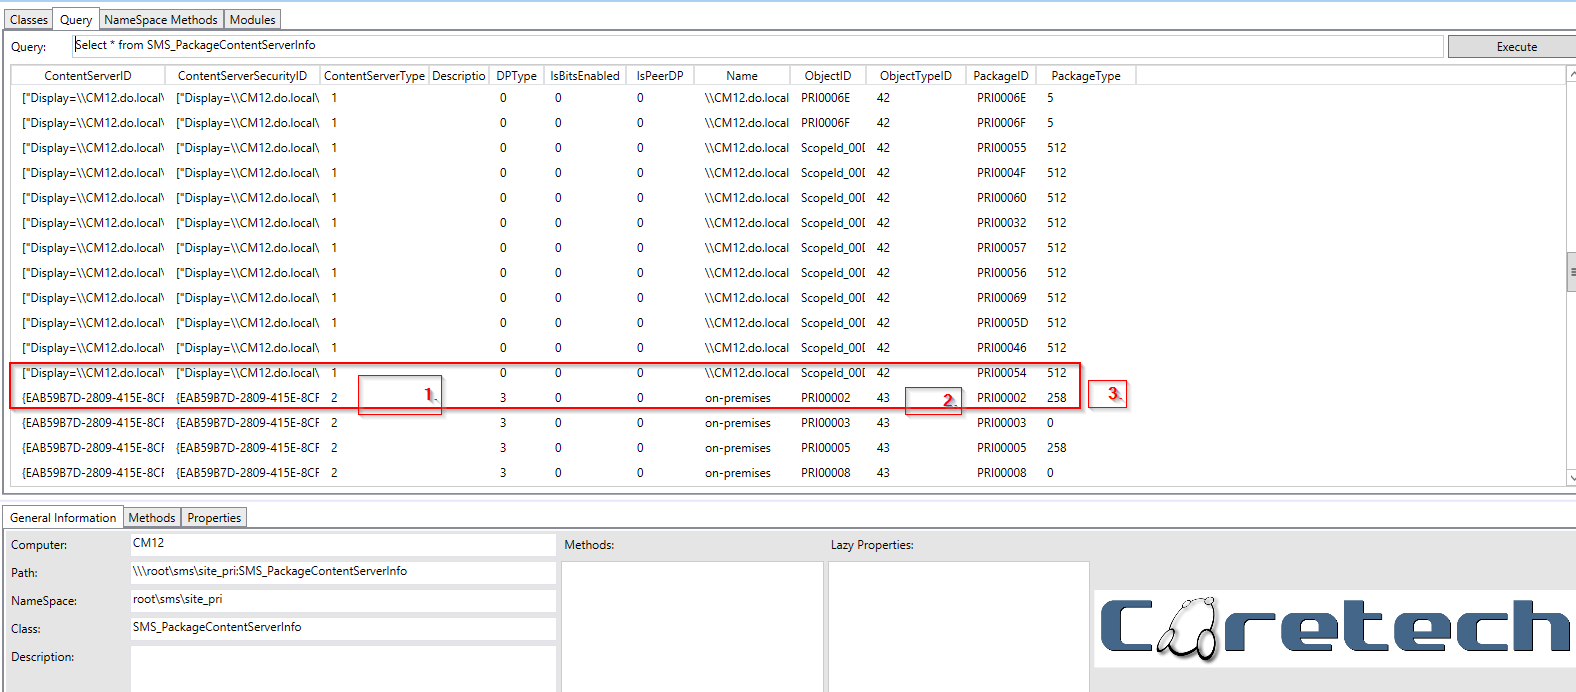 Classes Query NameSpace Methods Modules
Query: Select * from SMS_PackageContentServerInfo Execute
ContentServerID ContentServerSecurityID ContentServerType Descriptio DPType IsBitsEnabled IsPeerDP Name ObjectID ObjectTypeID PackageID PackageType
["Display=\\CM12.do.local\ ["Display=\\CM12.do.local\ 1 0 0 0 \\CM12.do.local PRI0006E 42 PRI0006E 5
["Display=\\CM12.do.local\ ["Display=\\CM12.do.local\ 1 0 0 0 \\CM12.do.local PRI0006F 42 PRI0006F 5
["Display=\\CM12.do.local\ ["Display=\\CM12.do.local\ 1 0 0 0 \\CM12.do.local ScopeId_00D 42 PRI00055 512
["Display=\\CM12.do.local\ ["Display=\\CM12.do.local\ 1 0 0 0 \\CM12.do.local ScopeId_00D 42 PRI0004F 512
["Display=\\CM12.do.local\ ["Display=\\CM12.do.local\ 1 0 0 0 \\CM12.do.local ScopeId_00D 42 PRI00060 512
["Display=\\CM12.do.local\ ["Display=\\CM12.do.local\ 1 0 0 0 \\CM12.do.local ScopeId_00D 42 PRI00032 512
["Display=\\CM12.do.local\ ["Display=\\CM12.do.local\ 1 0 0 0 \\CM12.do.local ScopeId_00D 42 PRI00057 512
["Display=\\CM12.do.local\ ["Display=\\CM12.do.local\ 1 0 0 0 \\CM12.do.local ScopeId_00D 42 PRI00056 512
["Display=\\CM12.do.local\ ["Display=\\CM12.do.local\ 1 0 0 0 \\CM12.do.local ScopeId_00D 42 PRI00069 512
["Display=\\CM12.do.local\ ["Display=\\CM12.do.local\ 1 0 0 0 \\CM12.do.local ScopeId_00D 42 PRI0005D 512
["Display=\\CM12.do.local\ ["Display=\\CM12.do.local\ 1 0 0 0 \\CM12.do.local ScopeId_00D 42 PRI00046 512
["Display=\\CM12.do.local\ ["Display=\\CM12.do.local\ 1 0 0 0 \\CM12.do.local ScopeId_00D 42 PRI00054 512
{EAB59B7D-2809-415E-8CF {EAB59B7D-2809-415E-8CF 2 1. 3 0 0 on-premises PRI00002 43 2. PRI00002 258 3.
{EAB59B7D-2809-415E-8CF {EAB59B7D-2809-415E-8CF 2 3 0 0 on-premises PRI00003 43 PRI00003 0
{EAB59B7D-2809-415E-8CF {EAB59B7D-2809-415E-8CF 2 3 0 0 on-premises PRI00005 43 PRI00005 258
{EAB59B7D-2809-415E-8CF {EAB59B7D-2809-415E-8CF 2 3 0 0 on-premises PRI00008 43 PRI00008 0
General Information Methods Properties
Computer: CM12 Methods: Lazy Properties:
Path: \\\root\sms\site_pri:SMS_PackageContentServerInfo
NameSpace: root\sms\site_pri
Class: SMS_PackageContentServerInfo
Description:
Coretech